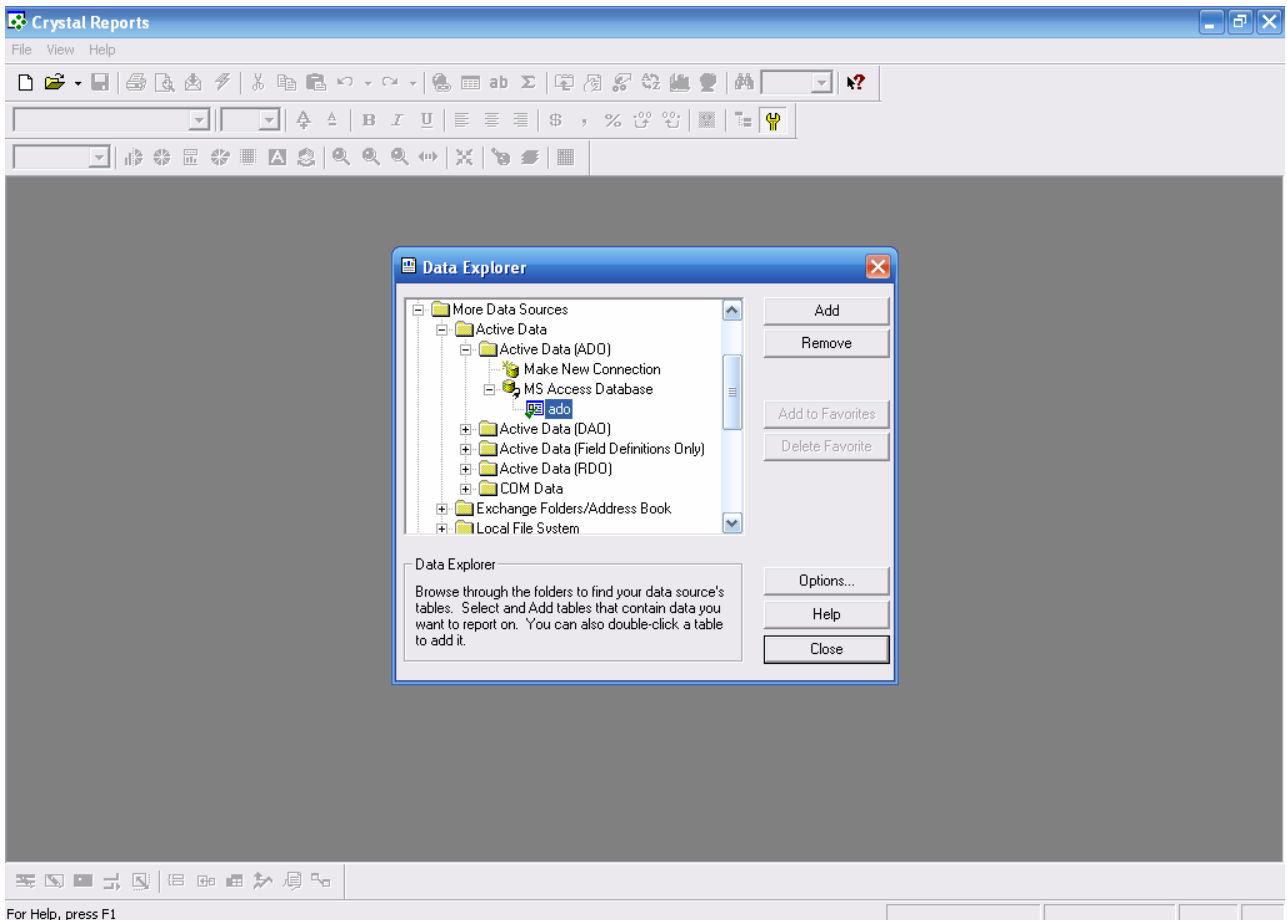 Crystal Reports
File View Help
ab Σ
B I U $ , %
A
Data Explorer
More Data Sources
Active Data
Active Data (ADO)
Make New Connection
MS Access Database
ado
Active Data (DAO)
Active Data (Field Definitions Only)
Active Data (RDO)
COM Data
Exchange Folders/Address Book
Local File System
Add
Remove
Add to Favorites
Delete Favorite
Data Explorer
Browse through the folders to find your data source's
tables. Select and Add tables that contain data you
want to report on. You can also double-click a table
to add it.
Options...
Help
Close
For Help, press F1